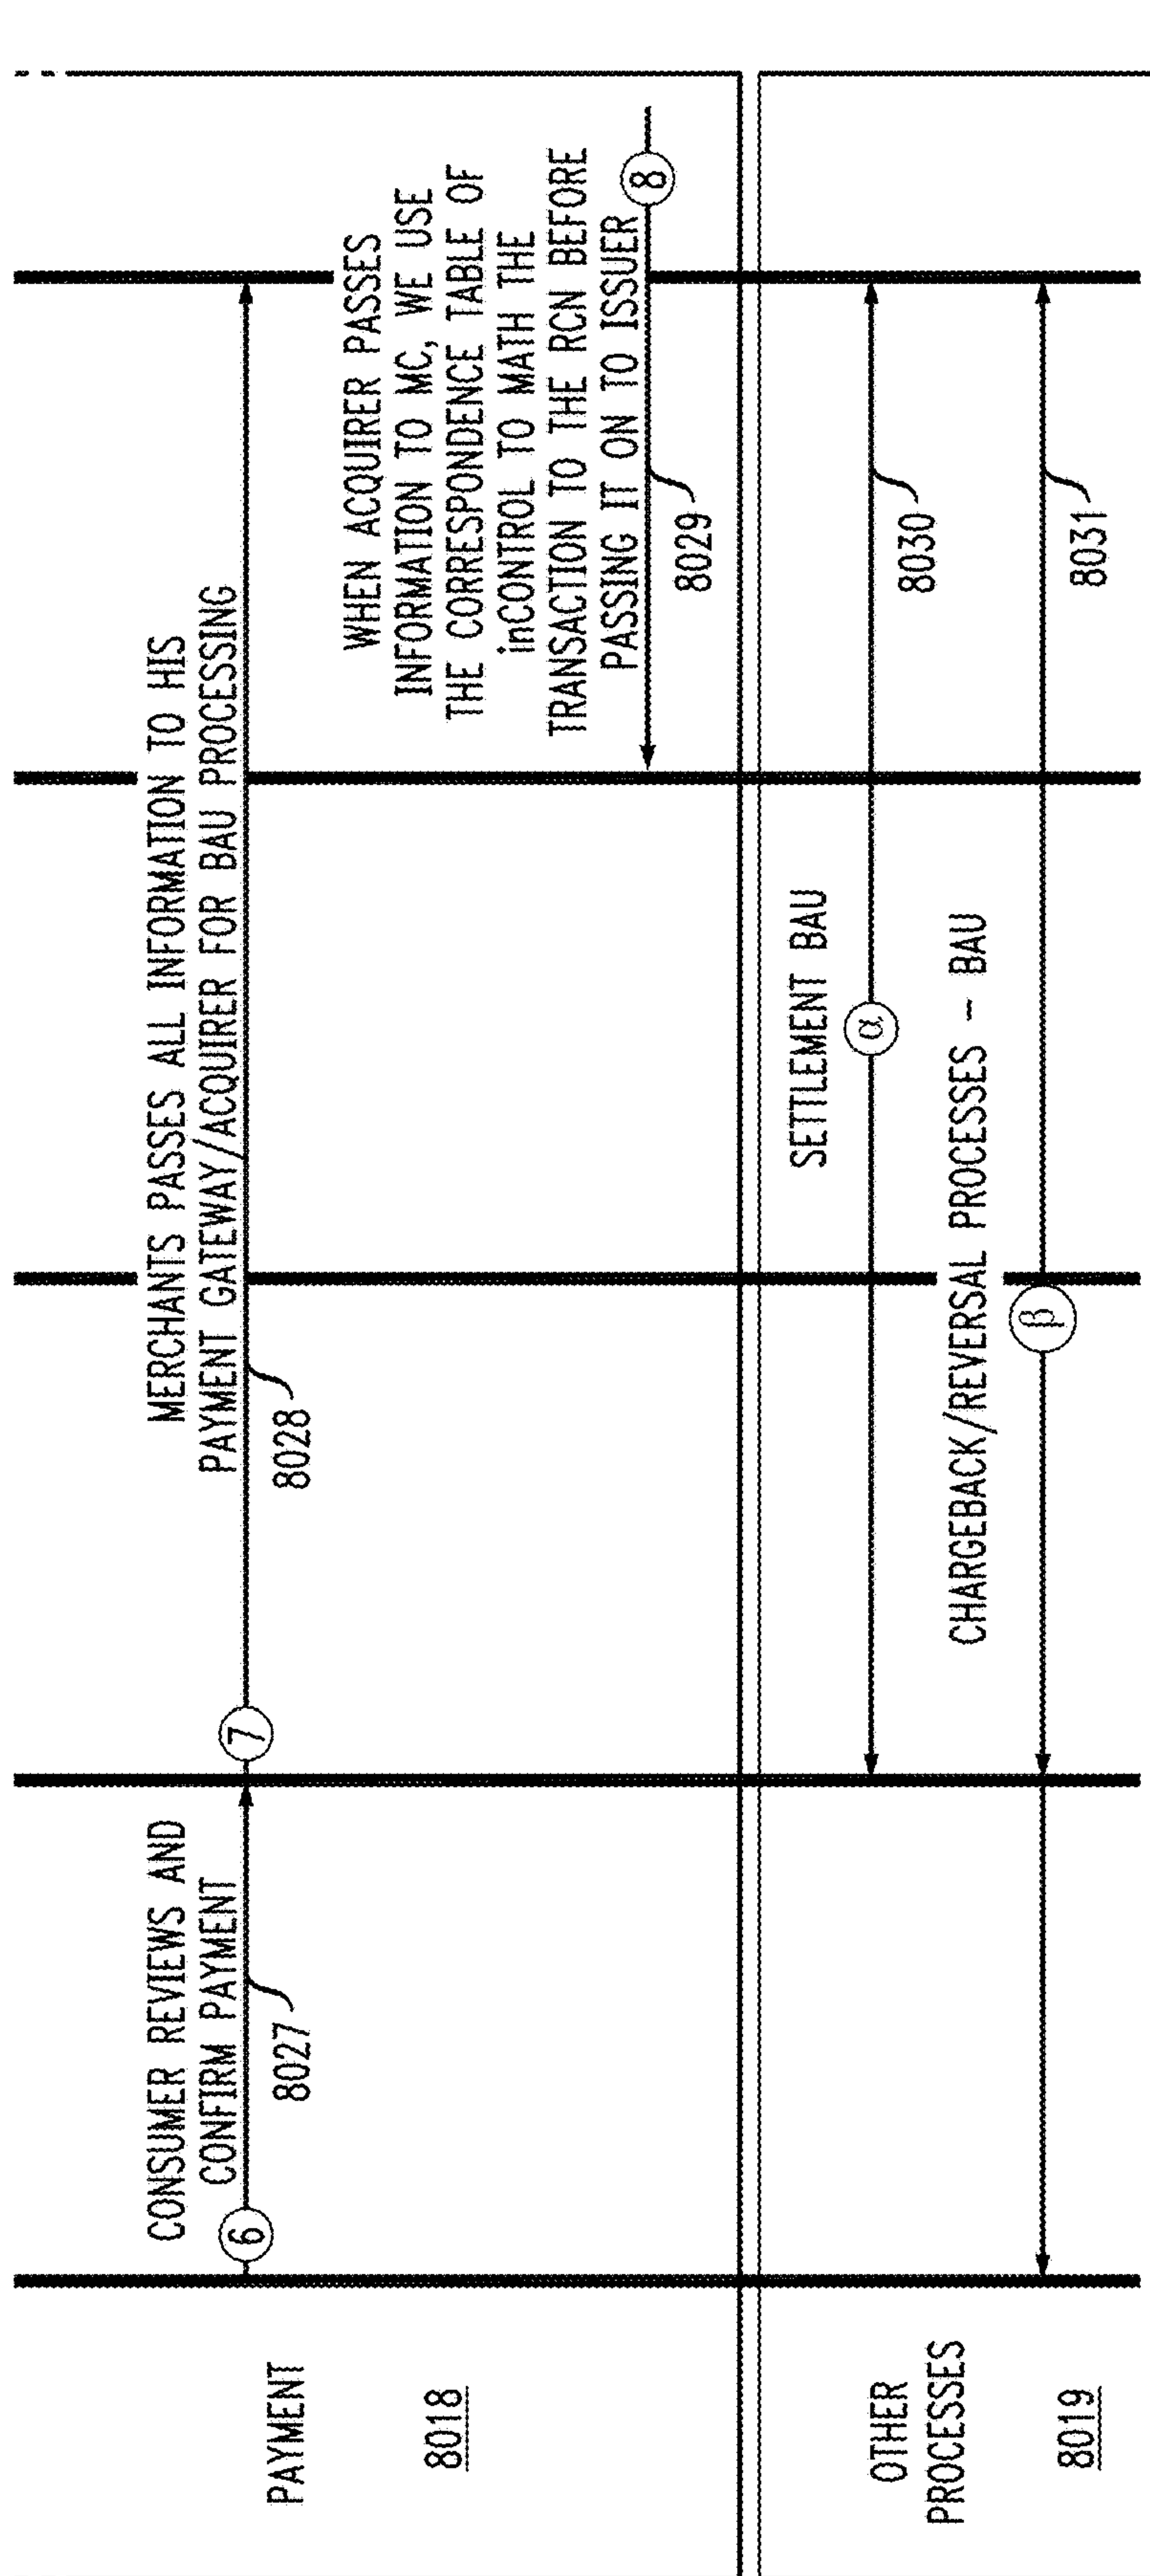 PAYMENT
8018
CONSUMER REVIEWS AND
CONFIRM PAYMENT
6
8027
MERCHANTS PASSES ALL INFORMATION TO HIS
PAYMENT GATEWAY/ACQUIRER FOR BAU PROCESSING
7
8028
WHEN ACQUIRER PASSES
INFORMATION TO MC, WE USE
THE CORRESPONDENCE TABLE OF
inCONTROL TO MATH THE
TRANSACTION TO THE RCN BEFORE
PASSING IT ON TO ISSUER
8
8029
OTHER
PROCESSES
8019
SETTLEMENT BAU
α
8030
CHARGEBACK/REVERSAL PROCESSES - BAU
β
8031